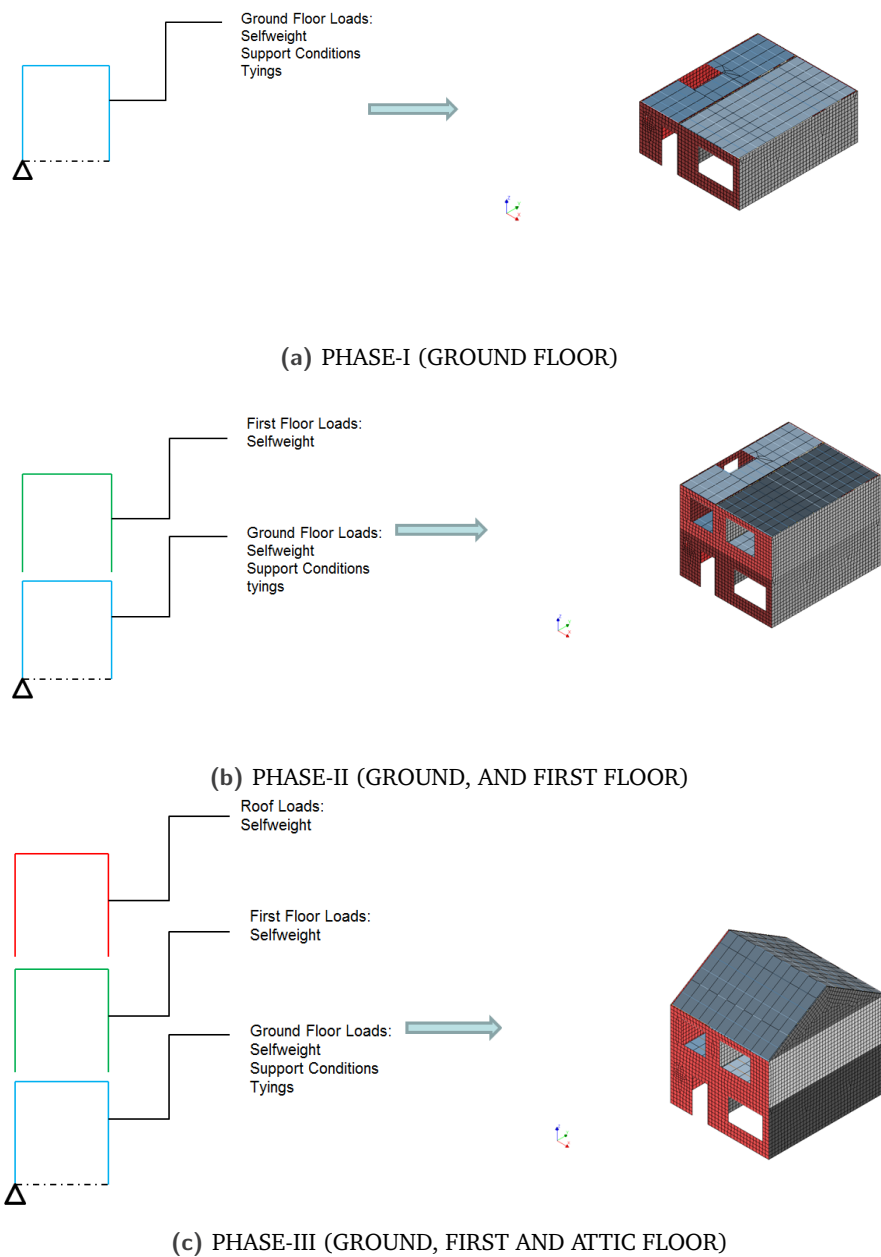 Ground Floor Loads:
Selfweight
Support Conditions
Tyings
(a) PHASE-I (GROUND FLOOR)
First Floor Loads:
Selfweight
Ground Floor Loads:
Selfweight
Support Conditions
tyings
(b) PHASE-II (GROUND, AND FIRST FLOOR)
Roof Loads:
Selfweight
First Floor Loads:
Selfweight
Ground Floor Loads:
Selfweight
Support Conditions
Tyings
(c) PHASE-III (GROUND, FIRST AND ATTIC FLOOR)